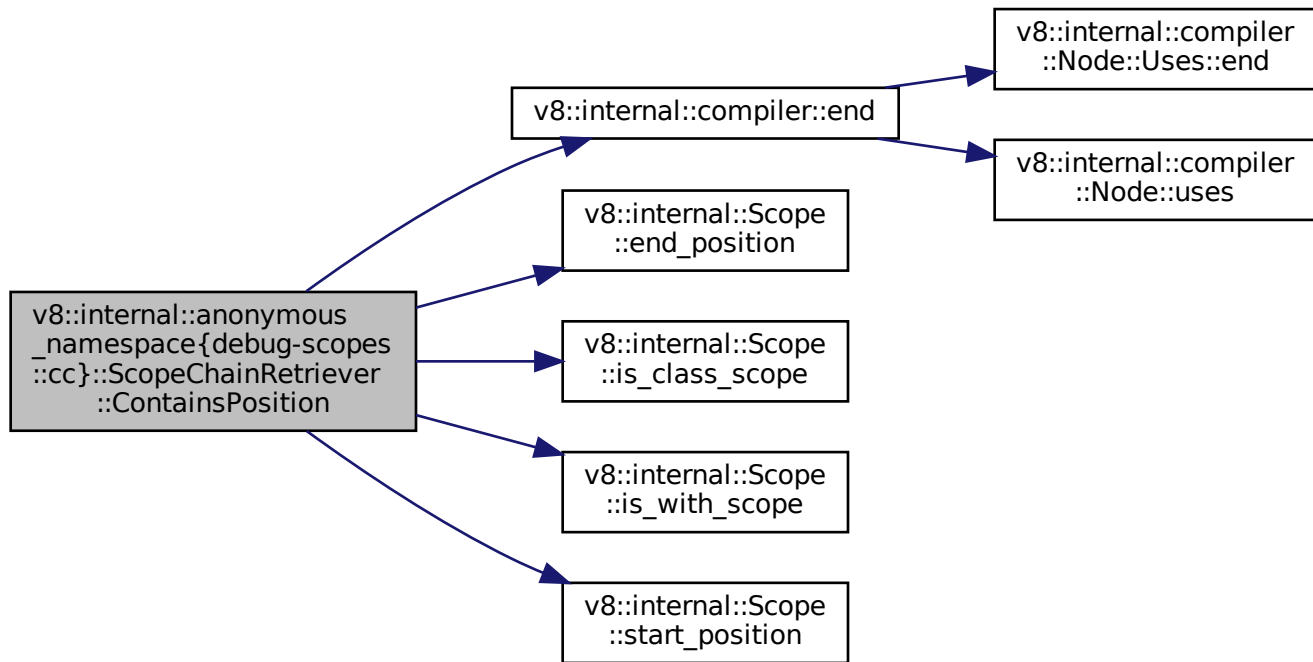 v8::internal::compiler
::Node::Uses::end
v8::internal::compiler::end
v8::internal::compiler
::Node::uses
v8::internal::Scope
::end_position
v8::internal::anonymous
_namespace{debug-scopes
::cc}::ScopeChainRetriever
::ContainsPosition
v8::internal::Scope
::is_class_scope
v8::internal::Scope
::is_with_scope
v8::internal::Scope
::start_position